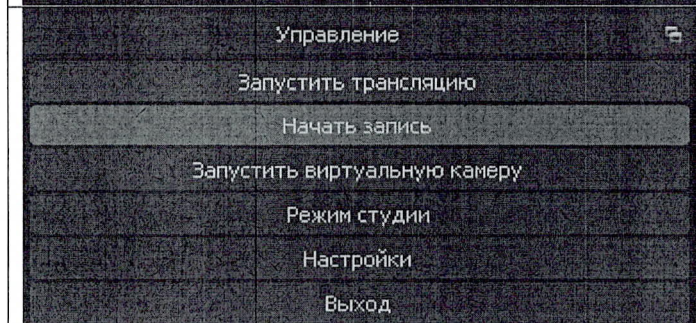 Управление
Запустить трансляцию
Начать запись
Запустить виртуальную камеру
Режим студии
Настройки
Выход